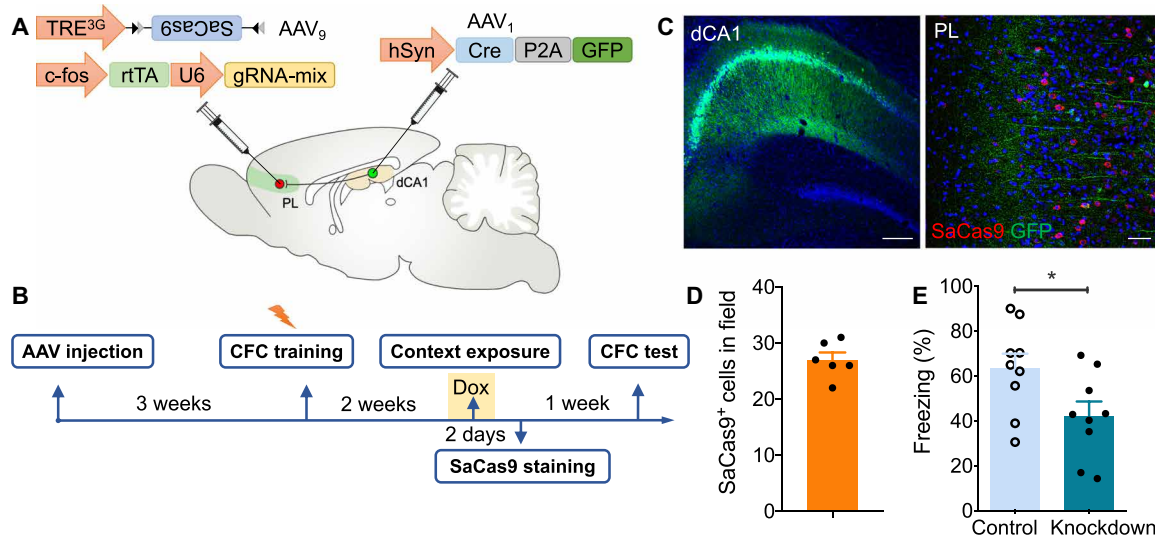 A
TRE3G SaCas9 AAV9
c-fos rtTA U6 gRNA-mix
AAV1
hSyn Cre P2A GFP
PL
dCA1
B
AAV injection CFC training Context exposure CFC test
Dox
3 weeks 2 weeks 1 week
2 days
SaCas9 staining
C
dCA1
PL
SaCas9 GFP
D
SaCas9+ cells in field
40
30
20
10
0
E
Freezing (%)
100
80
60
40
20
0
*
Control Knockdown